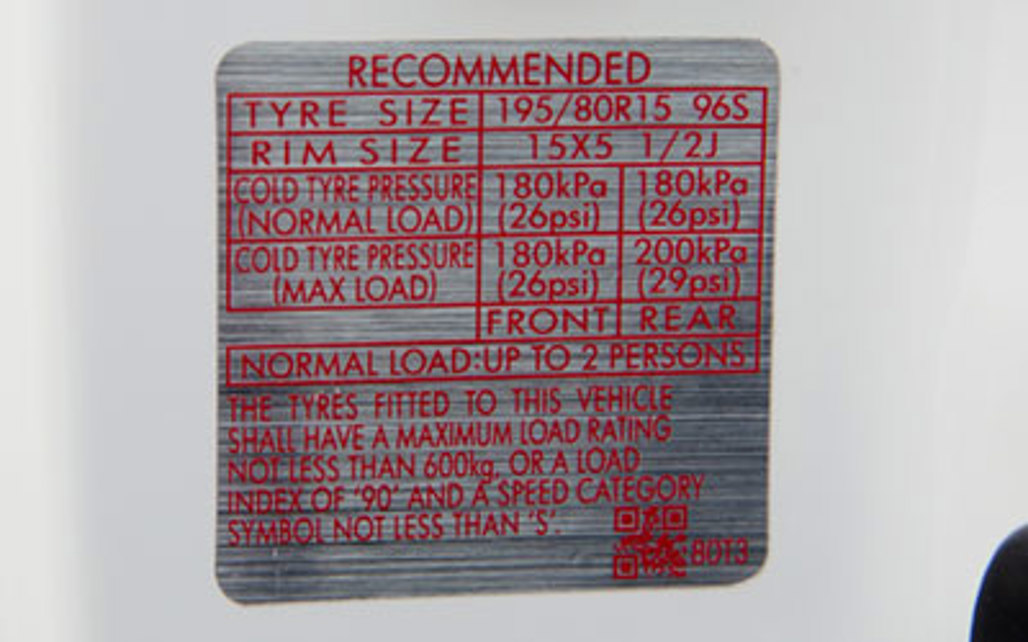 RECOMMENDED
TYRE SIZE 195/80R15 96S
RIM SIZE 15X5 1/2J
COLD TYRE PRESSURE (NORMAL LOAD) 180kPa (26psi) 180kPa (26psi)
COLD TYRE PRESSURE (MAX LOAD) 180kPa (26psi) 200kPa (29psi)
FRONT REAR
NORMAL LOAD:UP TO 2 PERSONS
THE TYRES FITTED TO THIS VEHICLE
SHALL HAVE A MAXIMUM LOAD RATING
NOT LESS THAN 600kg, OR A LOAD
INDEX OF '90' AND A SPEED CATEGORY
SYMBOL NOT LESS THAN 'S'.
80T3